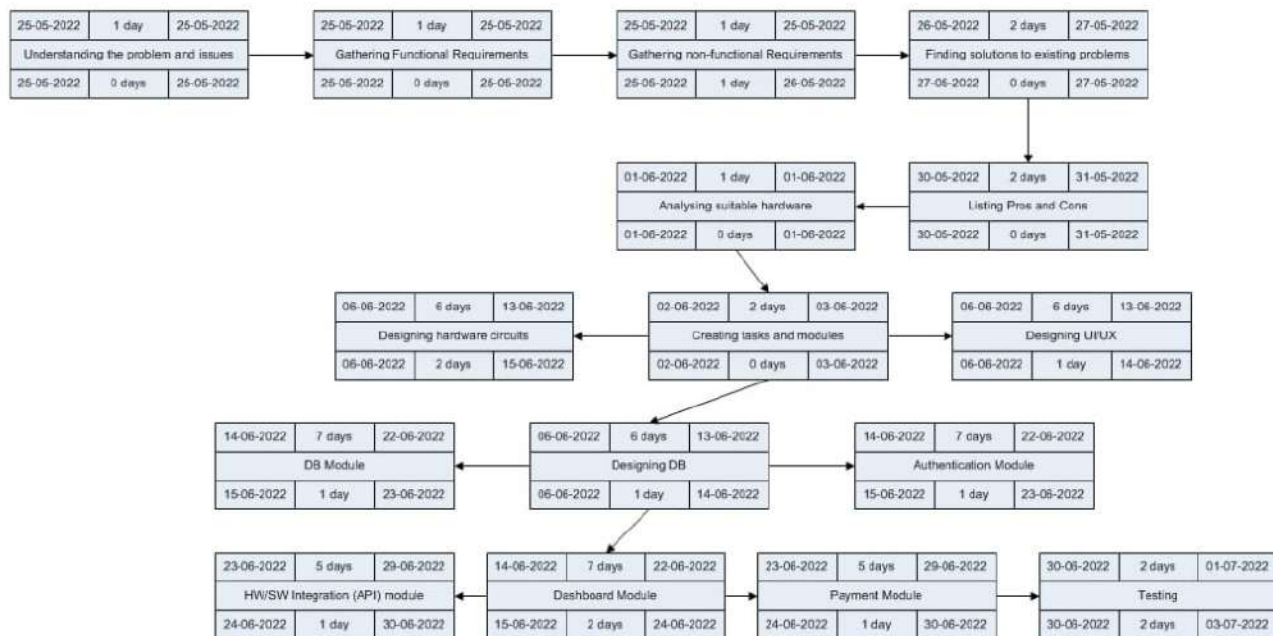 25-05-2022 1 day 25-05-2022
Understanding the problem and issues
25-05-2022 0 days 25-05-2022
25-05-2022 1 day 25-05-2022
Gathering Functional Requirements
25-05-2022 0 days 25-05-2022
25-05-2022 1 day 25-05-2022
Gathering non-functional Requirements
25-05-2022 1 day 26-05-2022
26-05-2022 2 days 27-05-2022
Finding solutions to existing problems
27-05-2022 0 days 27-05-2022
01-06-2022 1 day 01-06-2022
Analysing suitable hardware
01-06-2022 0 days 01-06-2022
30-05-2022 2 days 31-05-2022
Listing Pros and Cons
30-05-2022 0 days 31-05-2022
06-06-2022 6 days 13-06-2022
Designing hardware circuits
06-06-2022 2 days 15-06-2022
02-06-2022 2 days 03-06-2022
Creating tasks and modules
02-06-2022 0 days 03-06-2022
06-06-2022 6 days 13-06-2022
Designing UI/UX
06-06-2022 1 day 14-06-2022
14-06-2022 7 days 22-06-2022
DB Module
15-06-2022 1 day 23-06-2022
06-06-2022 6 days 13-06-2022
Designing DB
06-06-2022 1 day 14-06-2022
14-06-2022 7 days 22-06-2022
Authentication Module
15-06-2022 1 day 23-06-2022
23-06-2022 5 days 29-06-2022
HW/SW Integration (API) module
24-06-2022 1 day 30-06-2022
14-06-2022 7 days 22-06-2022
Dashboard Module
15-06-2022 2 days 24-06-2022
23-06-2022 5 days 29-06-2022
Payment Module
24-06-2022 1 day 30-06-2022
30-06-2022 2 days 01-07-2022
Testing
30-06-2022 2 days 03-07-2022